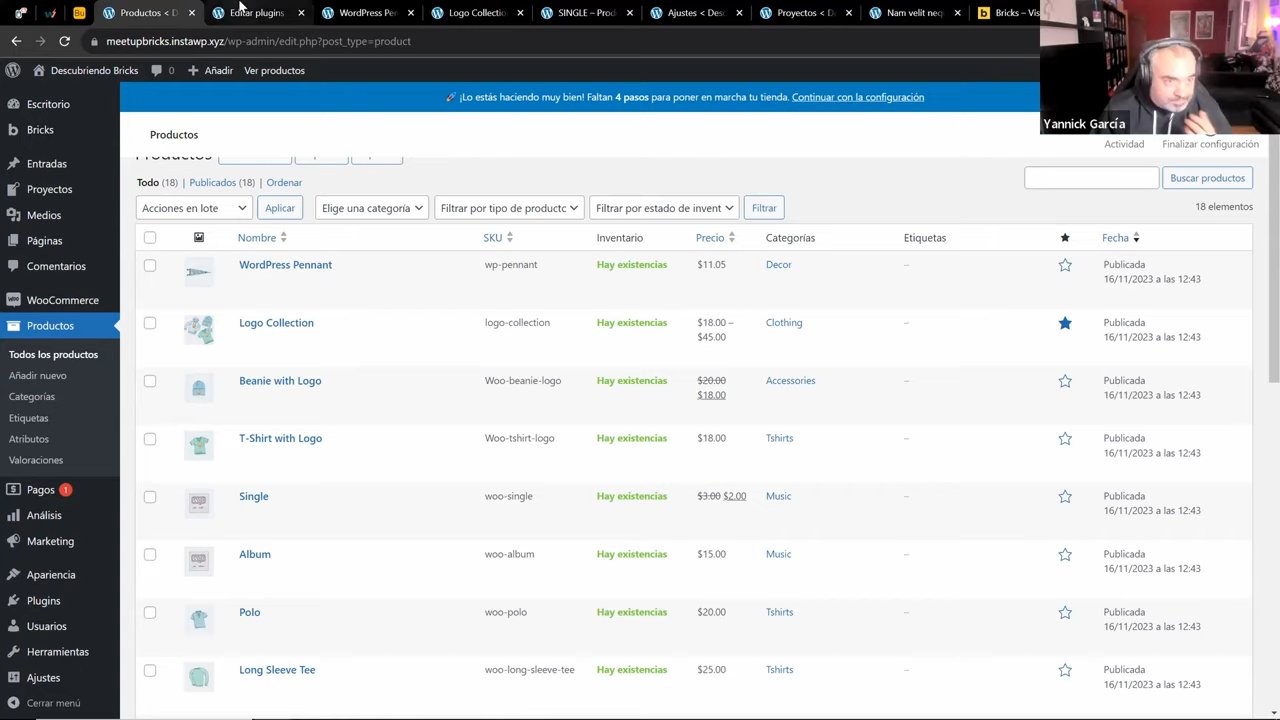 Productos < D
Editar plugins
WordPress Pe
Logo Collectio
SINGLE – Prod
Ajustes < Desc
Proyectos < D
Nam velit neq
Bricks – Vis
meetupbricks.instawp.xyz/wp-admin/edit.php?post_type=product
Descubriendo Bricks 0 Añadir Ver productos
Escritorio
Bricks
Entradas
Proyectos
Medios
Páginas
Comentarios
WooCommerce
Productos
Todos los productos
Añadir nuevo
Categorías
Etiquetas
Atributos
Valoraciones
Pagos 1
Análisis
Marketing
Apariencia
Plugins
Usuarios
Herramientas
Ajustes
Cerrar menú
¡Lo estás haciendo muy bien! Faltan 4 pasos para poner en marcha tu tienda. Continuar con la configuración
Yannick García
Productos
Actividad Finalizar configuración
Productos
Todo (18) | Publicados (18) | Ordenar
Buscar productos
Acciones en lote Aplicar Elige una categoría Filtrar por tipo de producto Filtrar por estado de invent Filtrar
18 elementos
Nombre SKU Inventario Precio Categorías Etiquetas Fecha
WordPress Pennant wp-pennant Hay existencias $11.05 Decor – Publicada
16/11/2023 a las 12:43
Logo Collection logo-collection Hay existencias $18.00 – Clothing – Publicada
$45.00 16/11/2023 a las 12:43
Beanie with Logo Woo-beanie-logo Hay existencias $20.00 Accessories – Publicada
$18.00 16/11/2023 a las 12:43
T-Shirt with Logo Woo-tshirt-logo Hay existencias $18.00 Tshirts – Publicada
16/11/2023 a las 12:43
Single woo-single Hay existencias $3.00 $2.00 Music – Publicada
16/11/2023 a las 12:43
Album woo-album Hay existencias $15.00 Music – Publicada
16/11/2023 a las 12:43
Polo woo-polo Hay existencias $20.00 Tshirts – Publicada
16/11/2023 a las 12:43
Long Sleeve Tee woo-long-sleeve-tee Hay existencias $25.00 Tshirts – Publicada
16/11/2023 a las 12:43